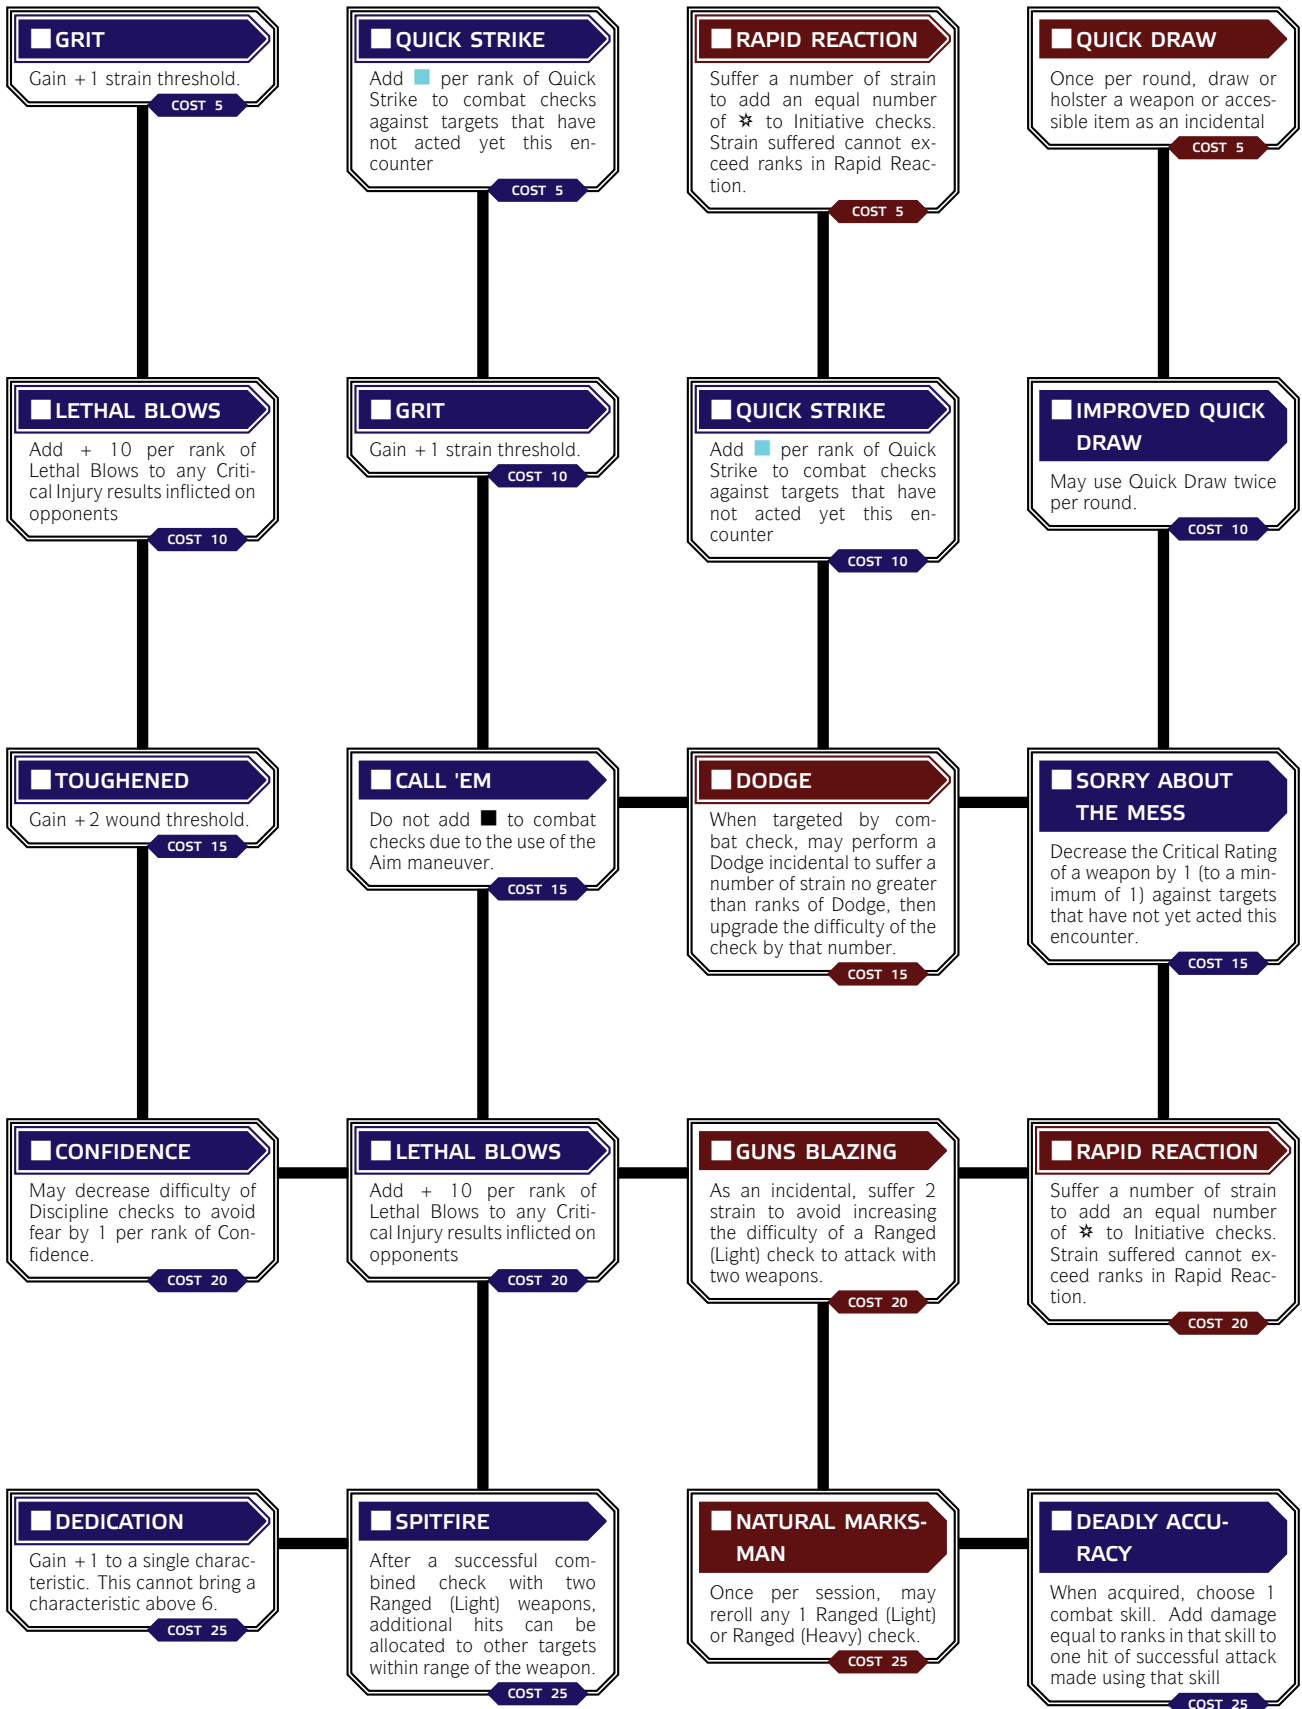 GRIT
Gain +1 strain threshold.
COST 5
QUICK STRIKE
Add per rank of Quick
Strike to combat checks
against targets that have
not acted yet this en-
counter
COST 5
RAPID REACTION
Suffer a number of strain
to add an equal number
of to Initiative checks.
Strain suffered cannot ex-
ceed ranks in Rapid Reac-
tion.
COST 5
QUICK DRAW
Once per round, draw or
holster a weapon or acces-
sible item as an incidental
COST 5
LETHAL BLOWS
Add + 10 per rank of
Lethal Blows to any Criti-
cal Injury results inflicted on
opponents
COST 10
GRIT
Gain +1 strain threshold.
COST 10
QUICK STRIKE
Add per rank of Quick
Strike to combat checks
against targets that have
not acted yet this en-
counter
COST 10
IMPROVED QUICK
DRAW
May use Quick Draw twice
per round.
COST 10
TOUGHENED
Gain +2 wound threshold.
COST 15
CALL 'EM
Do not add to combat
checks due to the use of the
Aim maneuver.
COST 15
DODGE
When targeted by com-
bat check, may perform a
Dodge incidental to suffer a
number of strain no greater
than ranks of Dodge, then
upgrade the difficulty of the
check by that number.
COST 15
SORRY ABOUT
THE MESS
Decrease the Critical Rating
of a weapon by 1 (to a min-
imum of 1) against targets
that have not yet acted this
encounter.
COST 15
CONFIDENCE
May decrease difficulty of
Discipline checks to avoid
fear by 1 per rank of Con-
fidence.
COST 20
LETHAL BLOWS
Add + 10 per rank of
Lethal Blows to any Criti-
cal Injury results inflicted on
opponents
COST 20
GUNS BLAZING
As an incidental, suffer 2
strain to avoid increasing
the difficulty of a Ranged
(Light) check to attack with
two weapons.
COST 20
RAPID REACTION
Suffer a number of strain
to add an equal number
of to Initiative checks.
Strain suffered cannot ex-
ceed ranks in Rapid Reac-
tion.
COST 20
DEDICATION
Gain +1 to a single charac-
teristic. This cannot bring a
characteristic above 6.
COST 25
SPITFIRE
After a successful com-
bined check with two
Ranged (Light) weapons,
additional hits can be
allocated to other targets
within range of the weapon.
COST 25
NATURAL MARKS-
MAN
Once per session, may
reroll any 1 Ranged (Light)
or Ranged (Heavy) check.
COST 25
DEADLY ACCU-
RACY
When acquired, choose 1
combat skill. Add damage
equal to ranks in that skill to
one hit of successful attack
made using that skill
COST 25